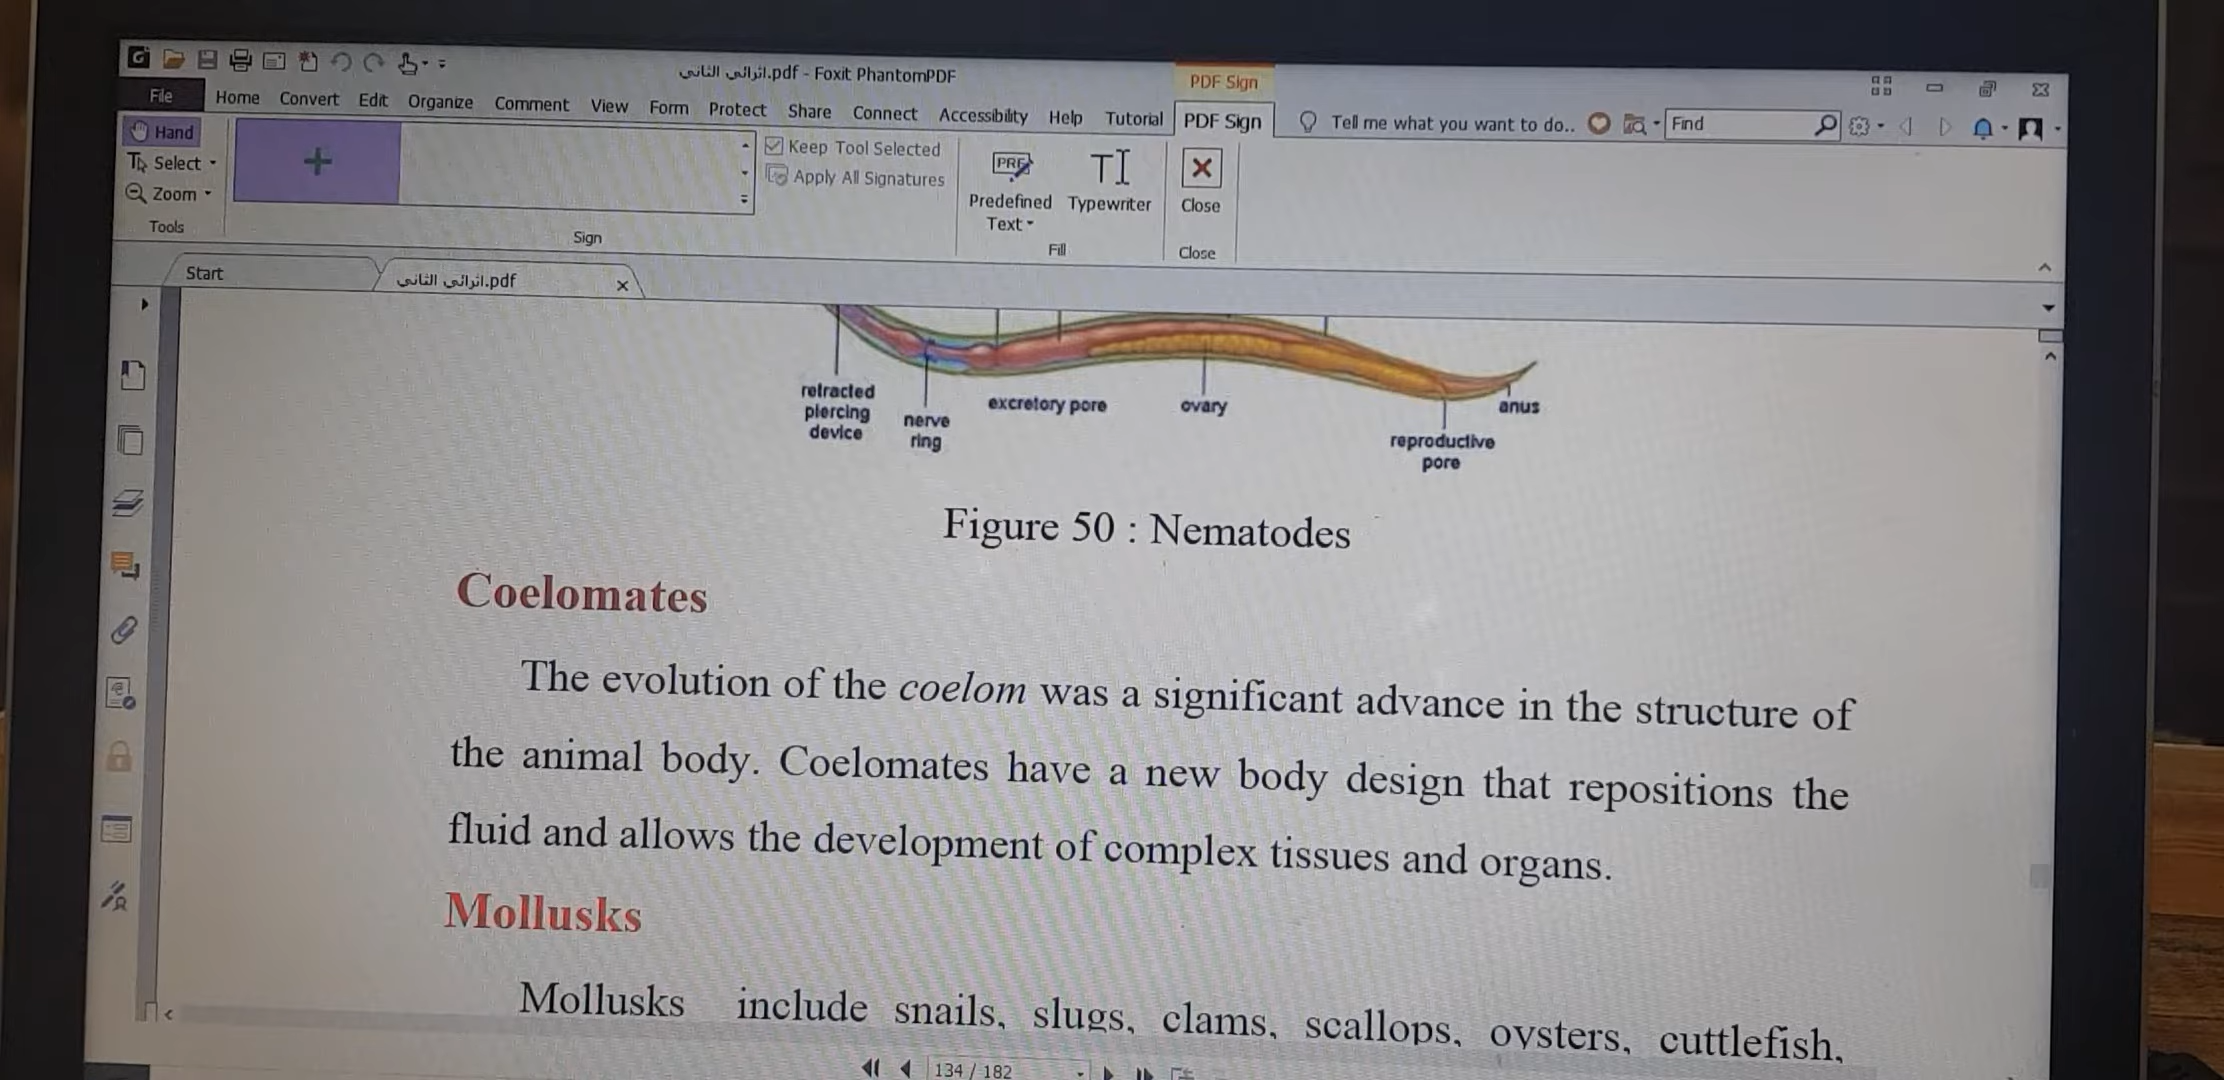 اثرائى الثانى.pdf - Foxit PhantomPDF
PDF Sign
File Home Convert Edit Organize Comment View Form Protect Share Connect Accessibility Help Tutorial PDF Sign Tell me what you want to do.. Find
Hand
Select
Zoom
Tools
Keep Tool Selected
Apply All Signatures
Sign
PRE
Predefined
Text
Typewriter
Fill
Close
Close
Start
اثرائى الثانى.pdf
retracted
piercing
device
nerve
ring
excretory pore
ovary
reproductive
pore
anus
Figure 50 : Nematodes
Coelomates
The evolution of the coelom was a significant advance in the structure of
the animal body. Coelomates have a new body design that repositions the
fluid and allows the development of complex tissues and organs.
Mollusks
Mollusks include snails, slugs, clams, scallops, oysters, cuttlefish,
134 / 182